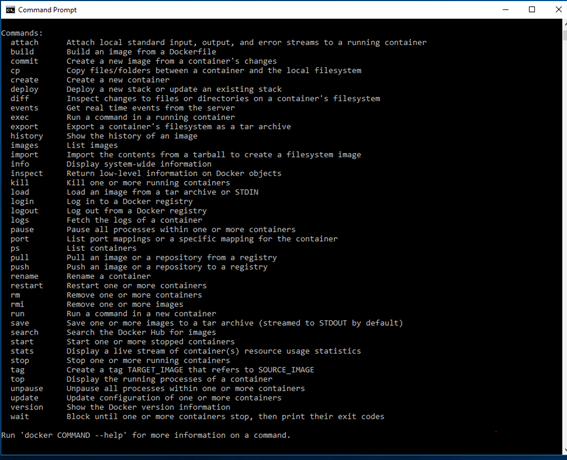 Command Prompt
Commands:
attach Attach local standard input, output, and error streams to a running container
build Build an image from a Dockerfile
commit Create a new image from a container's changes
cp Copy files/folders between a container and the local filesystem
create Create a new container
deploy Deploy a new stack or update an existing stack
diff Inspect changes to files or directories on a container's filesystem
events Get real time events from the server
exec Run a command in a running container
export Export a container's filesystem as a tar archive
history Show the history of an image
images List images
import Import the contents from a tarball to create a filesystem image
info Display system-wide information
inspect Return low-level information on Docker objects
kill Kill one or more running containers
load Load an image from a tar archive or STDIN
login Log in to a Docker registry
logout Log out from a Docker registry
logs Fetch the logs of a container
pause Pause all processes within one or more containers
port List port mappings or a specific mapping for the container
ps List containers
pull Pull an image or a repository from a registry
push Push an image or a repository to a registry
rename Rename a container
restart Restart one or more containers
rm Remove one or more containers
rmi Remove one or more images
run Run a command in a new container
save Save one or more images to a tar archive (streamed to STDOUT by default)
search Search the Docker Hub for images
start Start one or more stopped containers
stats Display a live stream of container(s) resource usage statistics
stop Stop one or more running containers
tag Create a tag TARGET_IMAGE that refers to SOURCE_IMAGE
top Display the running processes of a container
unpause Unpause all processes within one or more containers
update Update configuration of one or more containers
version Show the Docker version information
wait Block until one or more containers stop, then print their exit codes
Run 'docker COMMAND --help' for more information on a command.